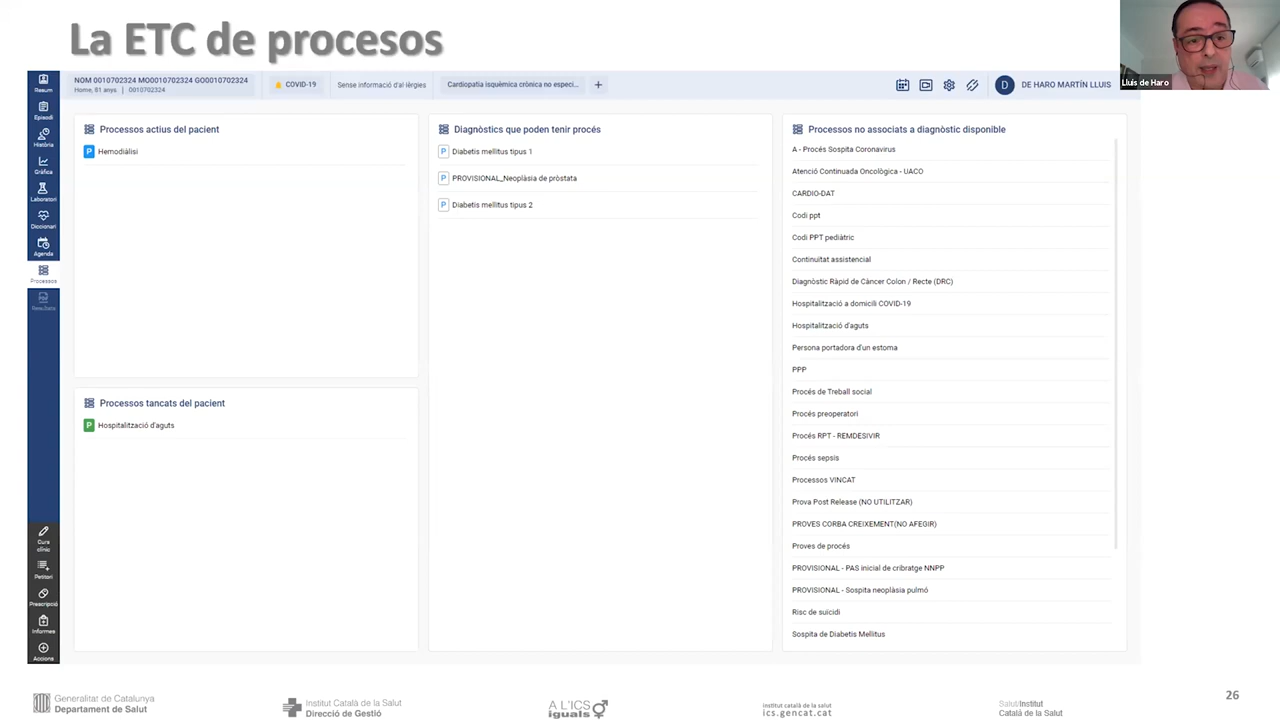 La ETC de procesos
Lluís de Haro
NOM 0010702324 MO0010702324 GO0010702324
Home, 81 anys | 0010702324
COVID-19
Sense informació d'al·lèrgies
Cardiopatia isquèmica crònica no especi...
D
DE HARO MARTÍN LLUIS
Resum
Episodi
Història
Gràfica
Laboratori
Diccionari
Agenda
Processos
Resultats
Curs clínic
Petitori
Prescripció
Informes
Accions
Processos actius del pacient
P Hemodiàlisi
Processos tancats del pacient
P Hospitalització d'aguts
Diagnòstics que poden tenir procés
P Diabetis mellitus tipus 1
P PROVISIONAL_Neoplàsia de pròstata
P Diabetis mellitus tipus 2
Processos no associats a diagnòstic disponible
A - Procés Sospita Coronavirus
Atenció Continuada Oncològica - UACO
CARDIO-DAT
Codi ppt
Codi PPT pediàtric
Continuïtat assistencial
Diagnòstic Ràpid de Càncer Colon / Recte (DRC)
Hospitalització a domicili COVID-19
Hospitalització d'aguts
Persona portadora d'un estoma
PPP
Procés de Treball social
Procés preoperatori
Procés RPT - REMDESIVIR
Procés sepsis
Processos VINCAT
Prova Post Release (NO UTILITZAR)
PROVES CORBA CREIXEMENT(NO AFEGIR)
Proves de procés
PROVISIONAL - PAS inicial de cribratge NNPP
PROVISIONAL - Sospita neoplàsia pulmó
Risc de suïcidi
Sospita de Diabetis Mellitus
Generalitat de Catalunya
Departament de Salut
Institut Català de la Salut
Direcció de Gestió
A L'ICS
iguals
institut català de la salut
ics.gencat.cat
Salut/Institut
Català de la Salut
26